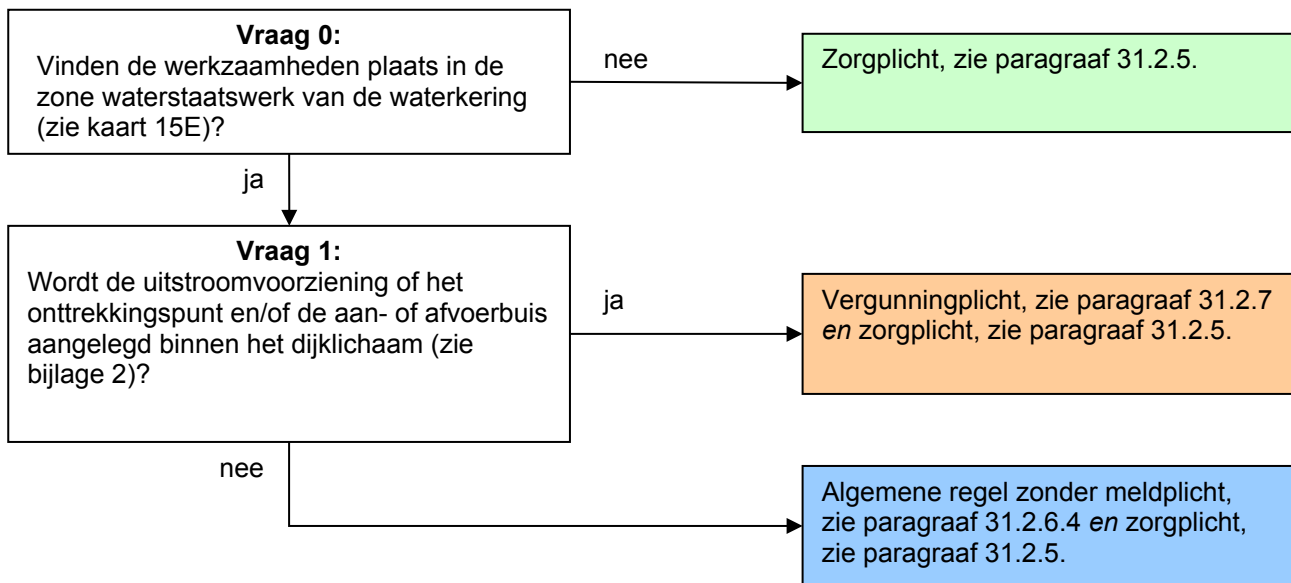 Vraag 0:
Vinden de werkzaamheden plaats in de
zone waterstaatswerk van de waterkering
(zie kaart 15E)?
nee
Zorgplicht, zie paragraaf 31.2.5.
ja
Vraag 1:
Wordt de uitstroomvoorziening of het
onttrekkingspunt en/of de aan- of afvoerbuis
aangelegd binnen het dijklichaam (zie
bijlage 2)?
ja
Vergunningplicht, zie paragraaf 31.2.7
en zorgplicht, zie paragraaf 31.2.5.
nee
Algemene regel zonder meldplicht,
zie paragraaf 31.2.6.4 en zorgplicht,
zie paragraaf 31.2.5.